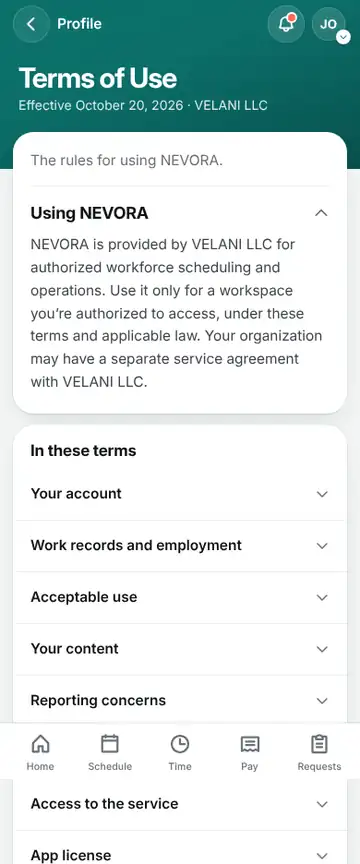 Profile
JO
Terms of Use
Effective October 20, 2026 · VELANI LLC
The rules for using NEVORA.
Using NEVORA
NEVORA is provided by VELANI LLC for
authorized workforce scheduling and
operations. Use it only for a workspace
you’re authorized to access, under these
terms and applicable law. Your organization
may have a separate service agreement
with VELANI LLC.
In these terms
Your account
Work records and employment
Acceptable use
Your content
Reporting concerns
Home
Schedule
Time
Pay
Requests
Access to the service
App license